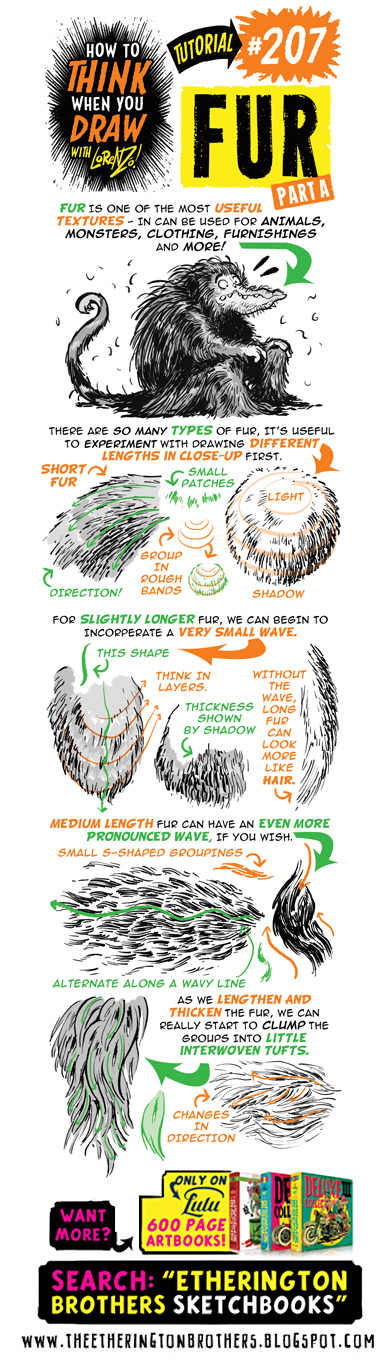 HOW TO
THINK
WHEN YOU
DRAW
WITH LORENZO!
TUTORIAL
#207
FUR
PART A
FUR IS ONE OF THE MOST USEFUL
TEXTURES - IN CAN BE USED FOR ANIMALS,
MONSTERS, CLOTHING, FURNISHINGS
AND MORE!
THERE ARE SO MANY TYPES OF FUR, IT'S USEFUL
TO EXPERIMENT WITH DRAWING DIFFERENT
LENGTHS IN CLOSE-UP FIRST.
SHORT
FUR
SMALL
PATCHES
LIGHT
GROUP
IN
ROUGH
BANDS
DIRECTION!
SHADOW
FOR SLIGHTLY LONGER FUR, WE CAN BEGIN TO
INCORPERATE A VERY SMALL WAVE.
THIS SHAPE
THINK IN
LAYERS.
THICKNESS
SHOWN
BY SHADOW
WITHOUT
THE
WAVE,
LONG
FUR
CAN
LOOK
MORE
LIKE
HAIR.
MEDIUM LENGTH FUR CAN HAVE AN EVEN MORE
PRONOUNCED WAVE, IF YOU WISH.
SMALL S-SHAPED GROUPINGS
ALTERNATE ALONG A WAVY LINE
AS WE LENGTHEN AND
THICKEN THE FUR, WE CAN
REALLY START TO CLUMP THE
GROUPS INTO LITTLE
INTERWOVEN TUFTS.
CHANGES
IN
DIRECTION
WANT
MORE?
ONLY ON
Lulu
600 PAGE
ARTBOOKS!
DELUXE III
SEARCH: "ETHERINGTON
BROTHERS SKETCHBOOKS"
WWW.THEETHERINGTONBROTHERS.BLOGSPOT.COM